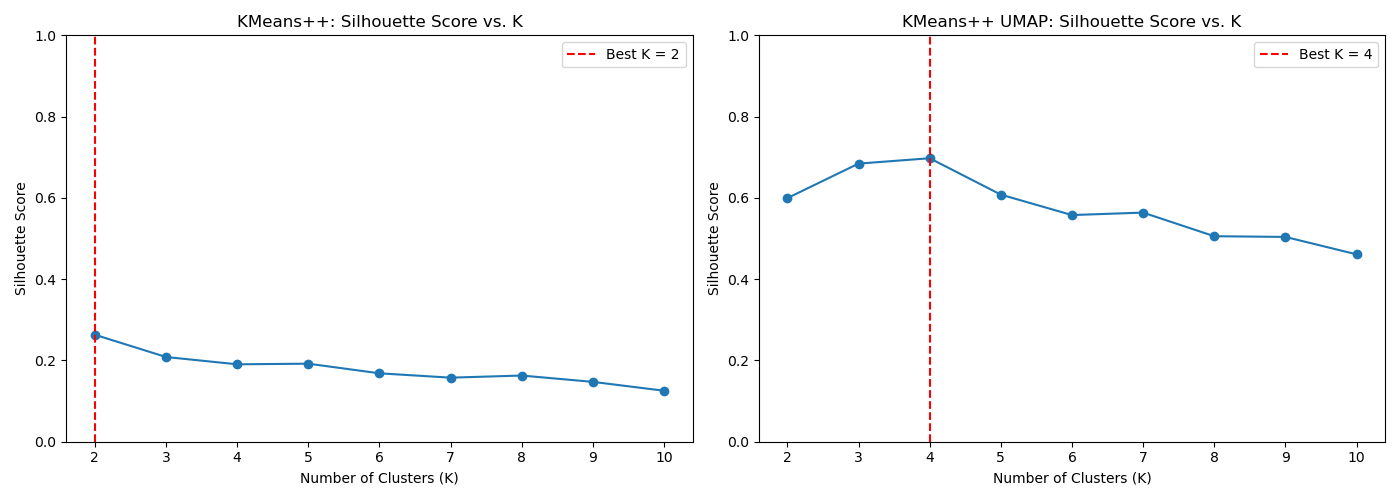 KMeans++: Silhouette Score vs. K
Best K = 2
1.0
0.8
0.6
0.4
0.2
0.0
Silhouette Score
2 3 4 5 6 7 8 9 10
Number of Clusters (K)
KMeans++ UMAP: Silhouette Score vs. K
Best K = 4
1.0
0.8
0.6
0.4
0.2
0.0
Silhouette Score
2 3 4 5 6 7 8 9 10
Number of Clusters (K)